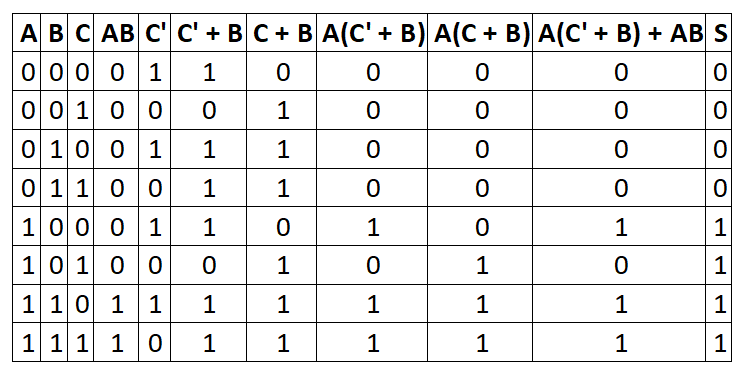 A B C AB C' C' + B C + B A(C' + B) A(C + B) A(C' + B) + AB S
0 0 0 0 1 1 0 0 0 0 0
0 0 1 0 0 0 1 0 0 0 0
0 1 0 0 1 1 1 0 0 0 0
0 1 1 0 0 1 1 0 0 0 0
1 0 0 0 1 1 0 1 0 1 1
1 0 1 0 0 0 1 0 1 0 1
1 1 0 1 1 1 1 1 1 1 1
1 1 1 1 0 1 1 1 1 1 1